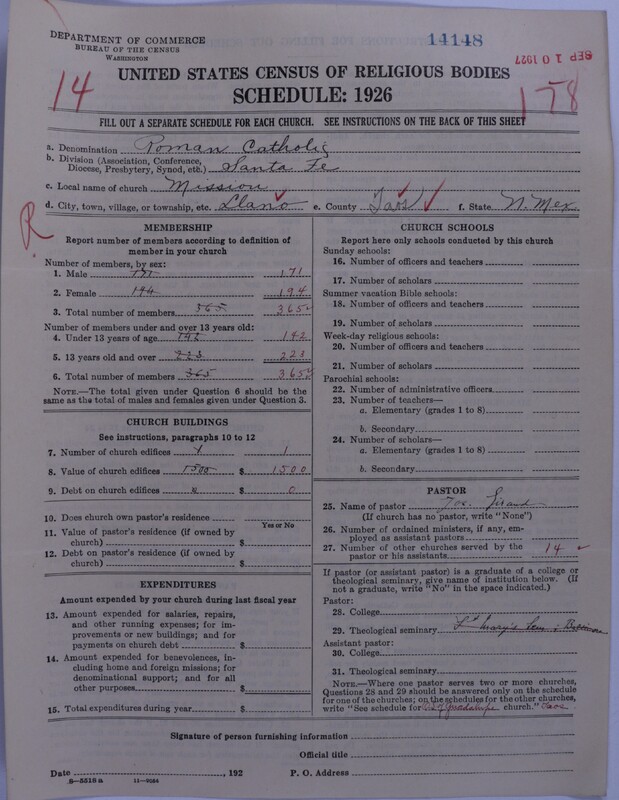 DEPARTMENT OF COMMERCE
BUREAU OF THE CENSUS
WASHINGTON
14148
SEP 10 1927
14
178
UNITED STATES CENSUS OF RELIGIOUS BODIES
SCHEDULE: 1926
FILL OUT A SEPARATE SCHEDULE FOR EACH CHURCH. SEE INSTRUCTIONS ON THE BACK OF THIS SHEET
a. Denomination Roman Catholic
b. Division (Association, Conference, Diocese, Presbytery, Synod, etc.) Santa Fe
c. Local name of church Mission
d. City, town, village, or township, etc. Llano e. County Taos f. State N. Mex
R
MEMBERSHIP
Report number of members according to definition of
member in your church
Number of members, by sex:
1. Male 171 171
2. Female 194 194
3. Total number of members 365 365
Number of members under and over 13 years old:
4. Under 13 years of age 142 142
5. 13 years old and over 223 223
6. Total number of members 365 365
NOTE.—The total given under Question 6 should be the
same as the total of males and females given under Question 3.
CHURCH BUILDINGS
See instructions, paragraphs 10 to 12
7. Number of church edifices 1 1
8. Value of church edifices 1500 $ 1500
9. Debt on church edifices $ 0
10. Does church own pastor's residence
Yes or No
11. Value of pastor's residence (if owned by
church) $
12. Debt on pastor's residence (if owned by
church) $
EXPENDITURES
Amount expended by your church during last fiscal year
13. Amount expended for salaries, repairs,
and other running expenses; for im-
provements or new buildings; and for
payments on church debt $
14. Amount expended for benevolences, in-
cluding home and foreign missions; for
denominational support; and for all
other purposes $
15. Total expenditures during year $
CHURCH SCHOOLS
Report here only schools conducted by this church
Sunday schools:
16. Number of officers and teachers
17. Number of scholars
Summer vacation Bible schools:
18. Number of officers and teachers
19. Number of scholars
Week-day religious schools:
20. Number of officers and teachers
21. Number of scholars
Parochial schools:
22. Number of administrative officers
23. Number of teachers—
a. Elementary (grades 1 to 8)
b. Secondary
24. Number of scholars—
a. Elementary (grades 1 to 8)
b. Secondary
PASTOR
25. Name of pastor Jos. Giraud
(If church has no pastor, write "None")
26. Number of ordained ministers, if any, em-
ployed as assistant pastors
27. Number of other churches served by the
pastor or his assistants 14
If pastor (or assistant pastor) is a graduate of a college or
theological seminary, give name of institution below. (If
not a graduate, write "No" in the space indicated.)
Pastor:
28. College
29. Theological seminary St Mary's Sem
Assistant pastor:
30. College
31. Theological seminary
NOTE.—Where one pastor serves two or more churches,
Questions 28 and 29 should be answered only on the schedule
for one of the churches; on the schedules for the other churches,
write "See schedule for Guadalupe church." Taos
Signature of person furnishing information
Official title
Date , 192 P. O. Address
8-5518 a 11-9064